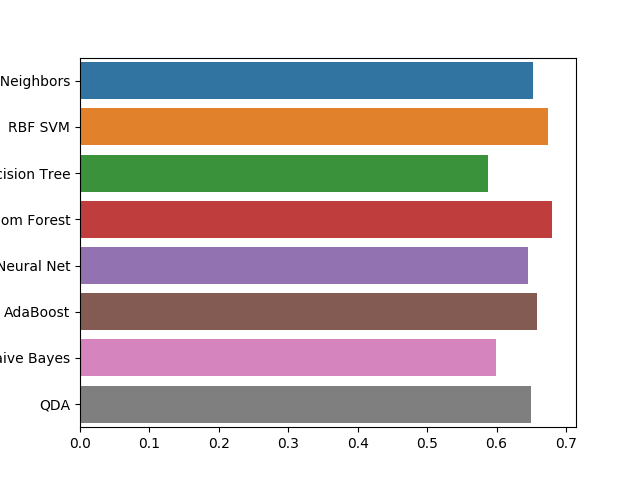 Neighbors
RBF SVM
cision Tree
om Forest
Neural Net
AdaBoost
aive Bayes
QDA
0.0 0.1 0.2 0.3 0.4 0.5 0.6 0.7